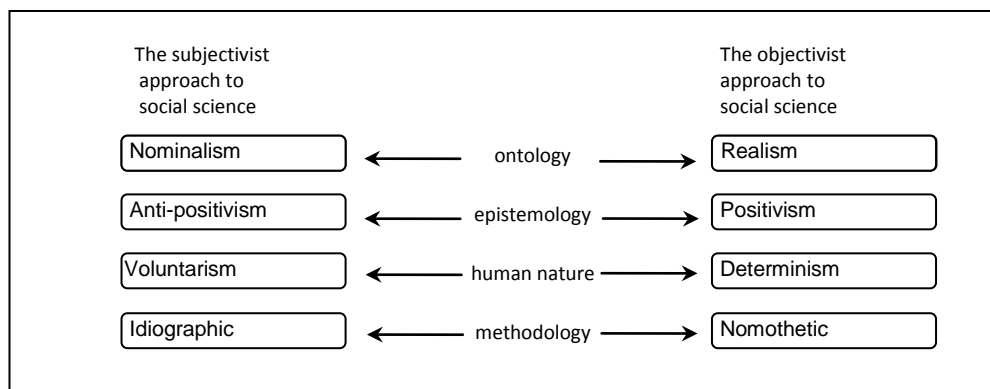 The subjectivist
approach to
social science
The objectivist
approach to
social science
Nominalism
ontology
Realism
Anti-positivism
epistemology
Positivism
Voluntarism
human nature
Determinism
Idiographic
methodology
Nomothetic